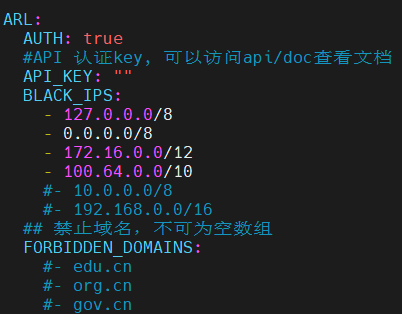 ARL:
  AUTH: true
  #API 认证key，可以访问api/doc查看文档
  API_KEY: ""
  BLACK_IPS:
    - 127.0.0.0/8
    - 0.0.0.0/8
    - 172.16.0.0/12
    - 100.64.0.0/10
    #- 10.0.0.0/8
    #- 192.168.0.0/16
  ## 禁止域名，不可为空数组
  FORBIDDEN_DOMAINS:
    #- edu.cn
    #- org.cn
    #- gov.cn